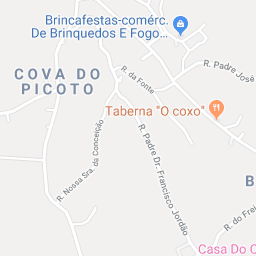 Brincafestas-comérc.
De Brinquedos E Fogo...
COVA DO
PICOTO
R. da Fonte
R. Padre José
Taberna "O coxo"
R. Nossa Sra. da Conceição
R. Padre Dr. Francisco Jordão
B
R. do Frei
Casa Do C